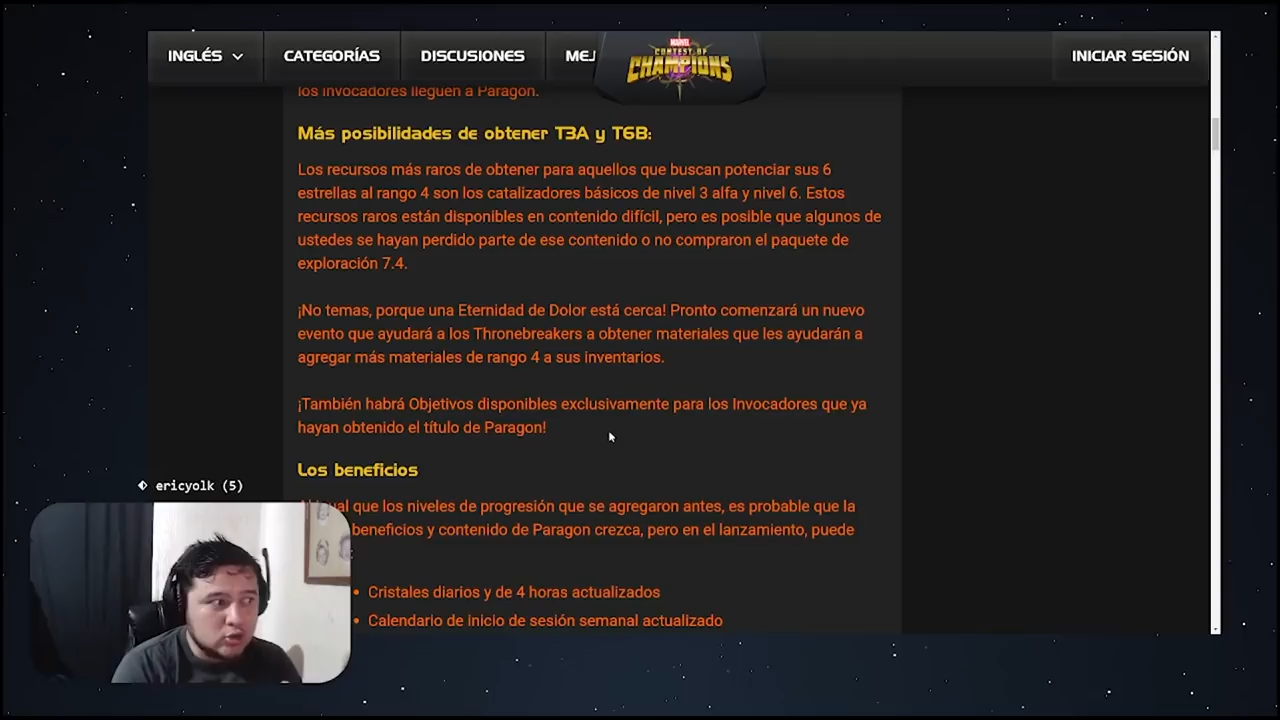 INGLÉS
CATEGORÍAS
DISCUSIONES
MEJ
MARVEL
CONTEST OF
CHAMPIONS
INICIAR SESIÓN
los Invocadores lleguen a Paragon.
Más posibilidades de obtener T3A y T6B:
Los recursos más raros de obtener para aquellos que buscan potenciar sus 6
estrellas al rango 4 son los catalizadores básicos de nivel 3 alfa y nivel 6. Estos
recursos raros están disponibles en contenido difícil, pero es posible que algunos de
ustedes se hayan perdido parte de ese contenido o no compraron el paquete de
exploración 7.4.
¡No temas, porque una Eternidad de Dolor está cerca! Pronto comenzará un nuevo
evento que ayudará a los Thronebreakers a obtener materiales que les ayudarán a
agregar más materiales de rango 4 a sus inventarios.
¡También habrá Objetivos disponibles exclusivamente para los Invocadores que ya
hayan obtenido el título de Paragon!
Los beneficios
ual que los niveles de progresión que se agregaron antes, es probable que la
beneficios y contenido de Paragon crezca, pero en el lanzamiento, puede
• Cristales diarios y de 4 horas actualizados
• Calendario de inicio de sesión semanal actualizado
ericyolk (5)